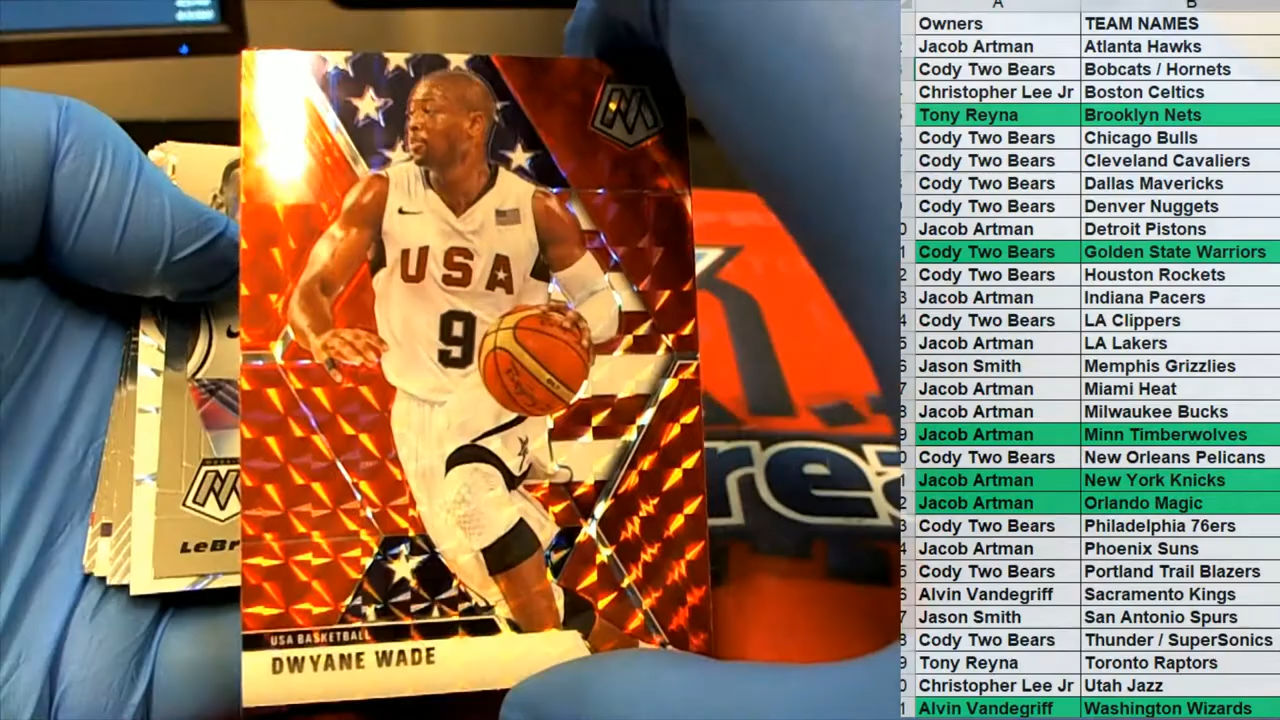 USA
9
USA BASKETBALL
DWYANE WADE
LeBr
rea
A B
Owners TEAM NAMES
Jacob Artman Atlanta Hawks
Cody Two Bears Bobcats / Hornets
Christopher Lee Jr Boston Celtics
Tony Reyna Brooklyn Nets
Cody Two Bears Chicago Bulls
Cody Two Bears Cleveland Cavaliers
Cody Two Bears Dallas Mavericks
Cody Two Bears Denver Nuggets
Jacob Artman Detroit Pistons
Cody Two Bears Golden State Warriors
Cody Two Bears Houston Rockets
Jacob Artman Indiana Pacers
Cody Two Bears LA Clippers
Jacob Artman LA Lakers
Jason Smith Memphis Grizzlies
Jacob Artman Miami Heat
Jacob Artman Milwaukee Bucks
Jacob Artman Minn Timberwolves
Cody Two Bears New Orleans Pelicans
Jacob Artman New York Knicks
Jacob Artman Orlando Magic
Cody Two Bears Philadelphia 76ers
Jacob Artman Phoenix Suns
Cody Two Bears Portland Trail Blazers
Alvin Vandegriff Sacramento Kings
Jason Smith San Antonio Spurs
Cody Two Bears Thunder / SuperSonics
Tony Reyna Toronto Raptors
Christopher Lee Jr Utah Jazz
Alvin Vandegriff Washington Wizards